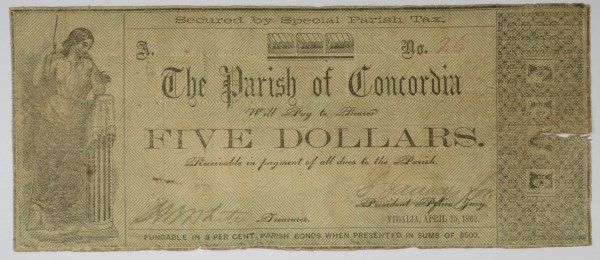 Secured by Special Parish Tax.
A. No. 26
The Parish of Concordia
Will Pay to Bearer
FIVE DOLLARS.
Receivable in payment of all dues to the Parish.
Treasurer. President Police Jury.
VIDALIA, APRIL 15, 1862.
FUNDABLE IN 8 PER CENT. PARISH BONDS WHEN PRESENTED IN SUMS OF $500.
FIVE